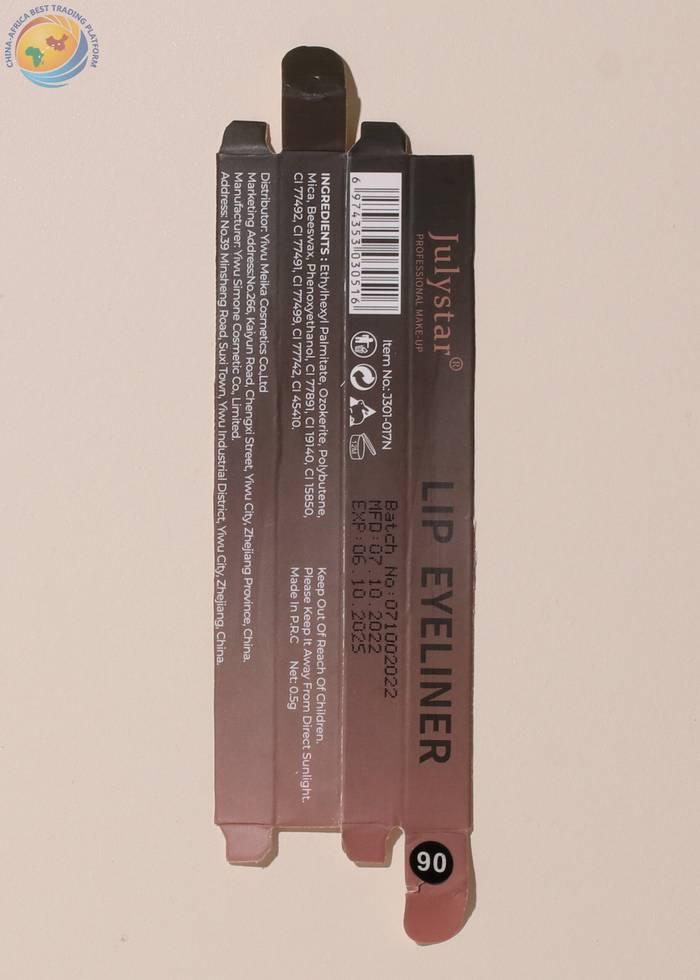 CHINA-AFRICA BEST TRADING PLATFORM
Julystar®
PROFESSIONAL MAKE-UP
LIP EYELINER
90
6 974353 030516
Item No.:J301-017N
12M
Batch No:071002022
MFD:07.10.2022
EXP:06.10.2025
INGREDIENTS : Ethylhexyl Palmitate, Ozokerite, Polybutene,
Mica, Beeswax, Phenoxyethanol, CI 77891, CI 19140, CI 15850,
CI 77492, CI 77491, CI 77499, CI 77742, CI 45410.
Keep Out Of Reach Of Children.
Please Keep It Away From Direct Sunlight.
Made In P.R.C Net: 0.5g
Distributor: Yiwu Meika Cosmetics Co.,Ltd
Marketing Address:No.266, Kaiyun Road, Chengxi Street, Yiwu City, Zhejiang Province, China.
Manufacturer: Yiwu Simone Cosmetic Co., Limited.
Address: No.39 Minsheng Road, Suxi Town, Yiwu Industrial District, Yiwu City, Zhejiang, China.